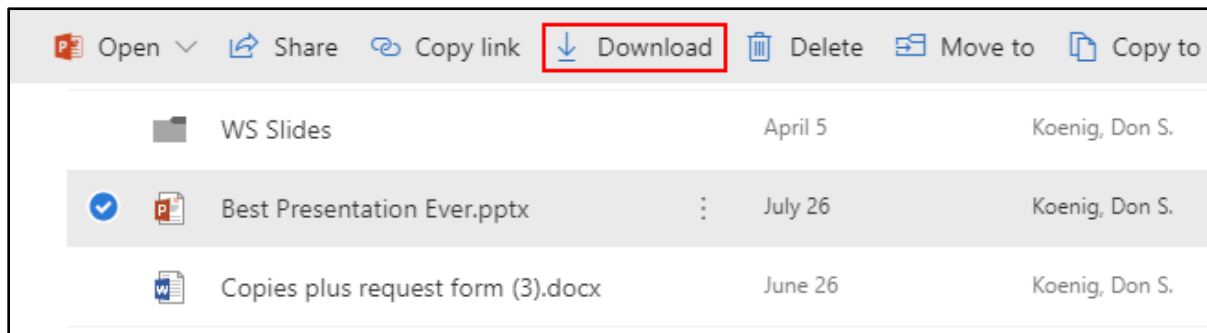 Open Share Copy link Download Delete Move to Copy to
WS Slides April 5 Koenig, Don S.
Best Presentation Ever.pptx July 26 Koenig, Don S.
Copies plus request form (3).docx June 26 Koenig, Don S.